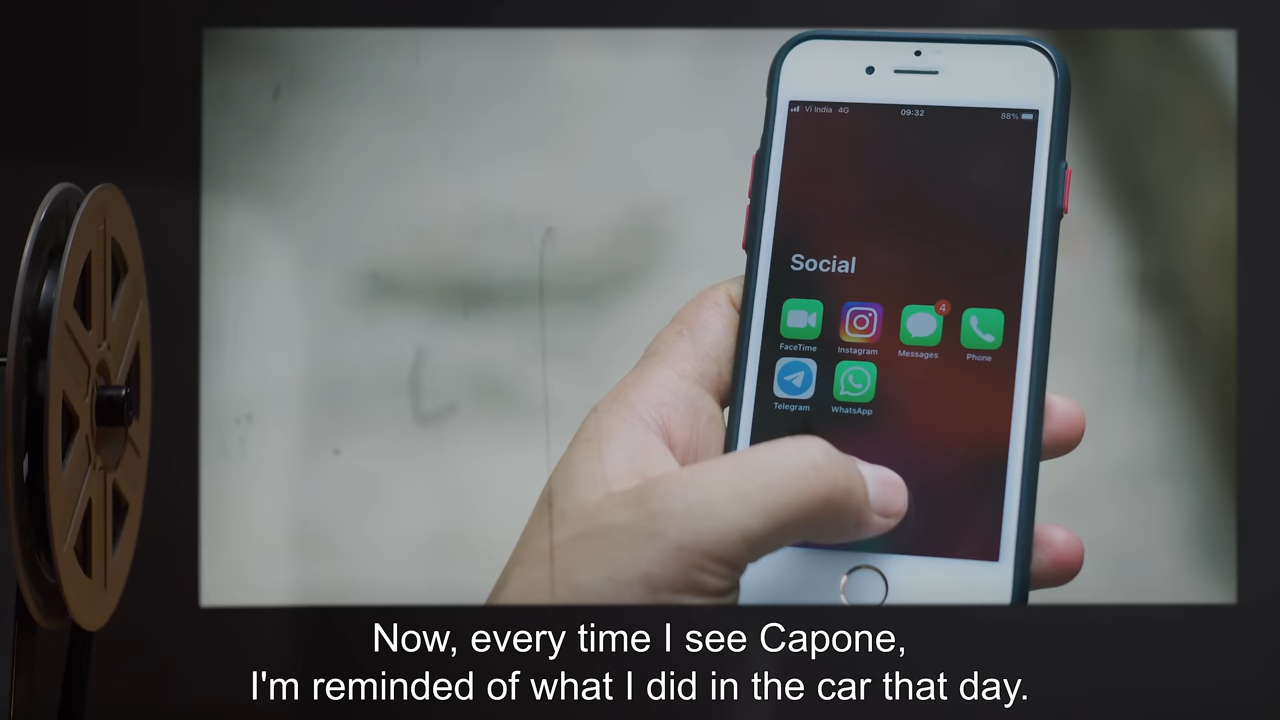 Vi India 4G 09:32 88%
Social
4
FaceTime Instagram Messages Phone
Telegram WhatsApp
Now, every time I see Capone,
I'm reminded of what I did in the car that day.